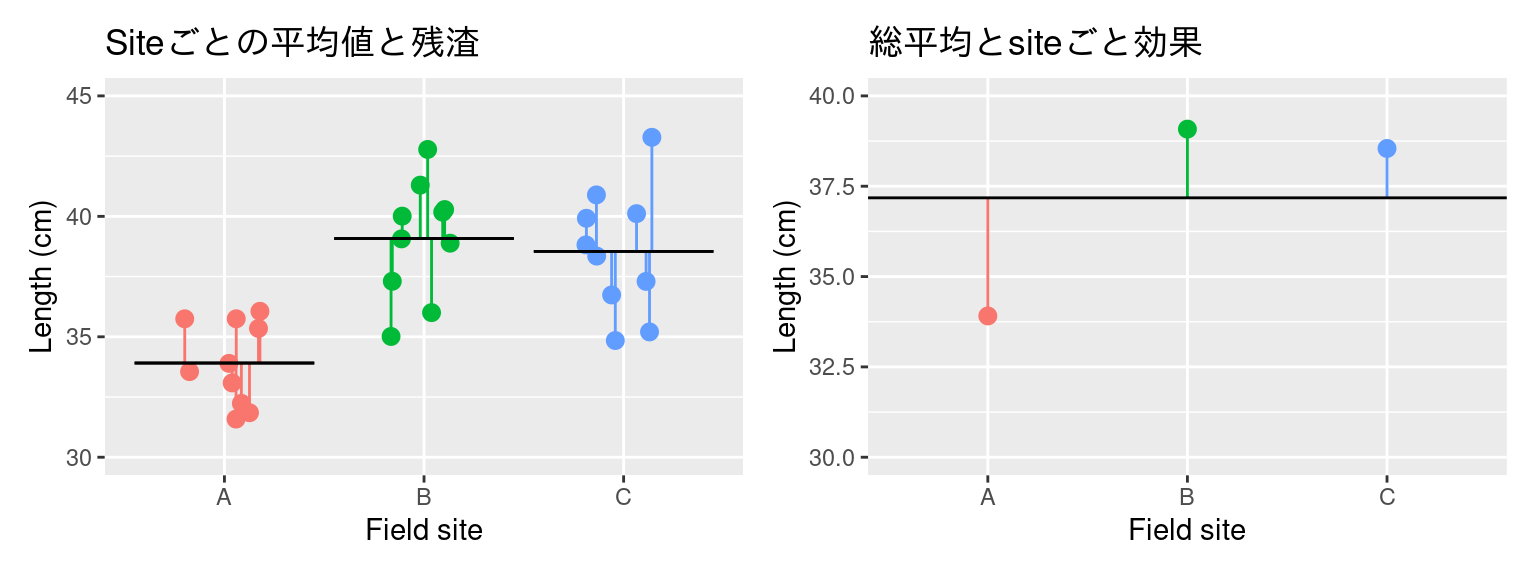 Siteごとの平均値と残渣
Length (cm)
45
40
35
30
A
B
C
Field site
総平均とsiteごと効果
Length (cm)
40.0
37.5
35.0
32.5
30.0
A
B
C
Field site